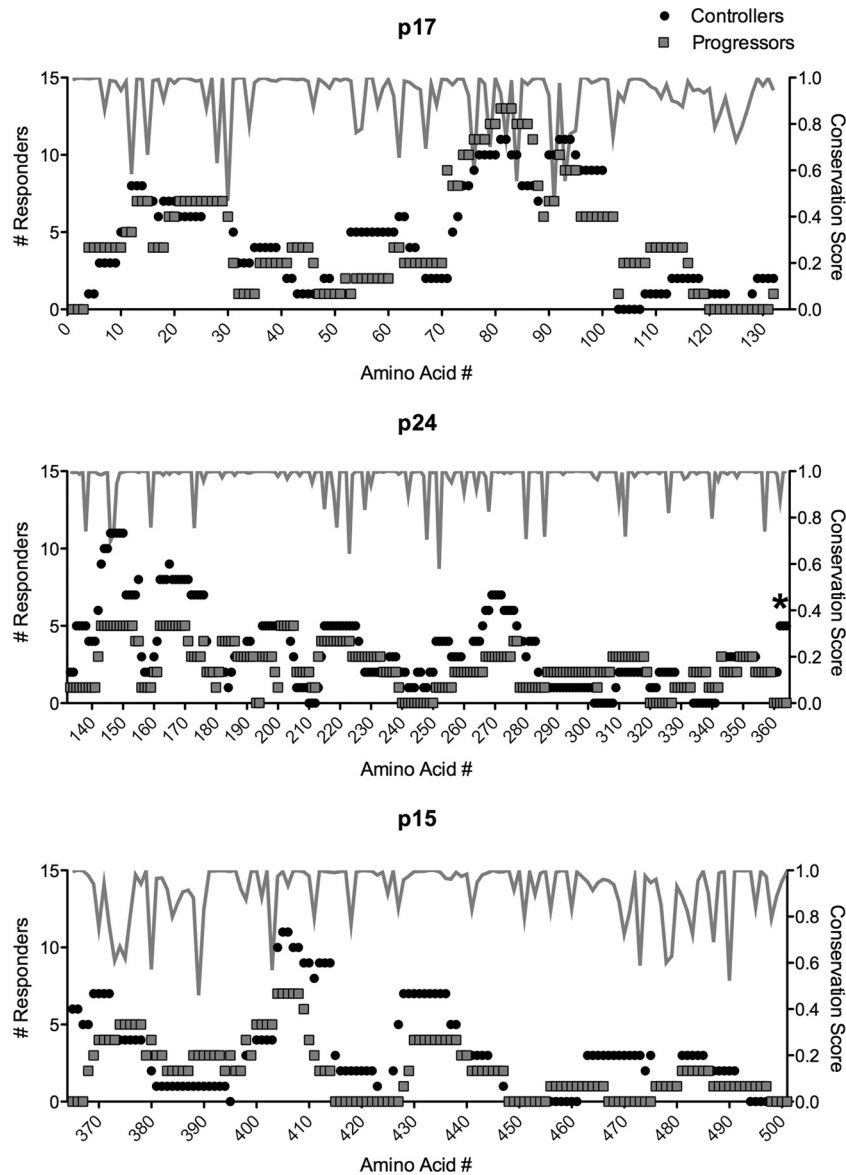 Controllers
Progressors
p17
# Responders
15
10
5
0
1.0
0.8
0.6
0.4
0.2
0.0
Conservation Score
0 10 20 30 40 50 60 70 80 90 100 110 120 130
Amino Acid #
p24
# Responders
15
10
5
0
1.0
0.8
0.6
0.4
0.2
0.0
Conservation Score
*
140 150 160 170 180 190 200 210 220 230 240 250 260 270 280 290 300 310 320 330 340 350 360
Amino Acid #
p15
# Responders
15
10
5
0
1.0
0.8
0.6
0.4
0.2
0.0
Conservation Score
370 380 390 400 410 420 430 440 450 460 470 480 490 500
Amino Acid #